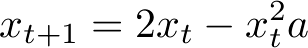 x_{t+1} = 2x_t − x_t^2 a